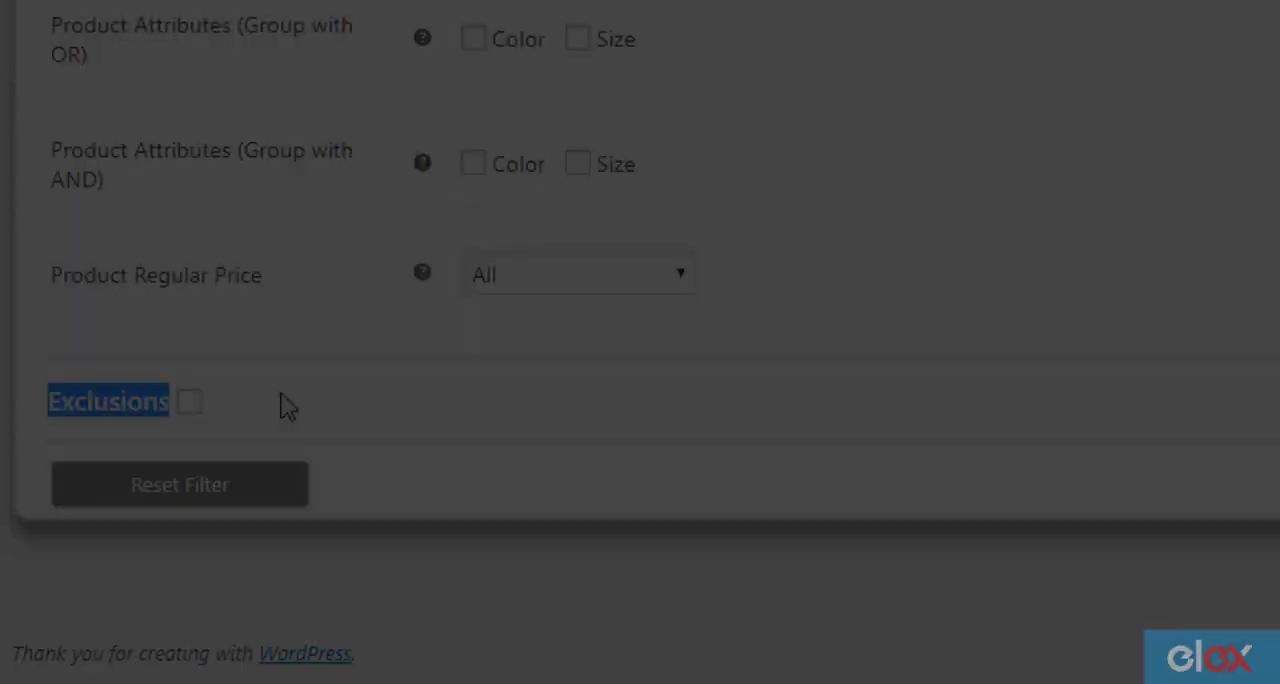 Product Attributes (Group with
OR)
Color
Size
Product Attributes (Group with
AND)
Color
Size
Product Regular Price
All
Exclusions
Reset Filter
Thank you for creating with WordPress.
elex